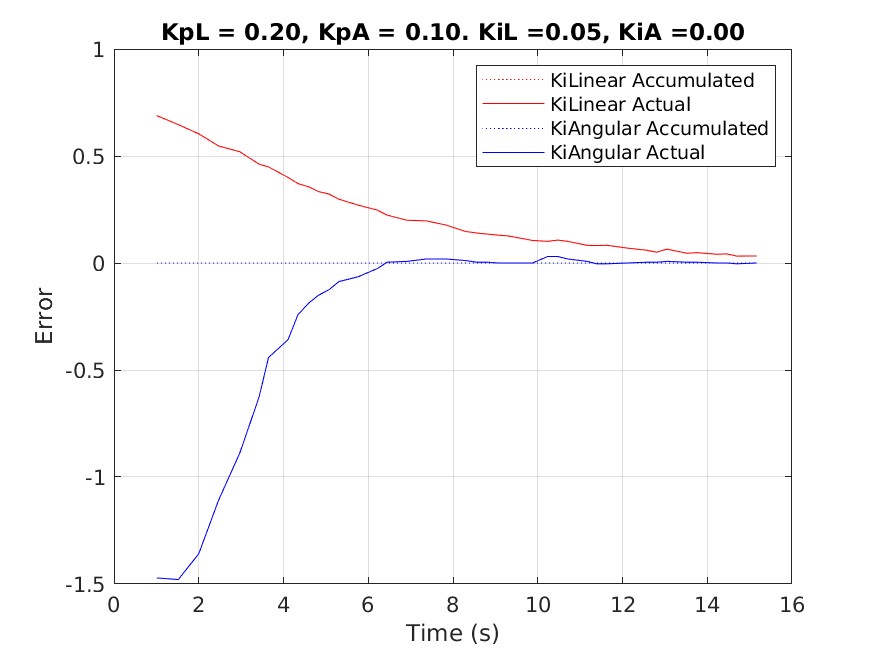 KpL = 0.20, KpA = 0.10. KiL =0.05, KiA =0.00
1
KiLinear Accumulated
KiLinear Actual
KiAngular Accumulated
KiAngular Actual
0.5
0
Error
-0.5
-1
-1.5
0 2 4 6 8 10 12 14 16
Time (s)